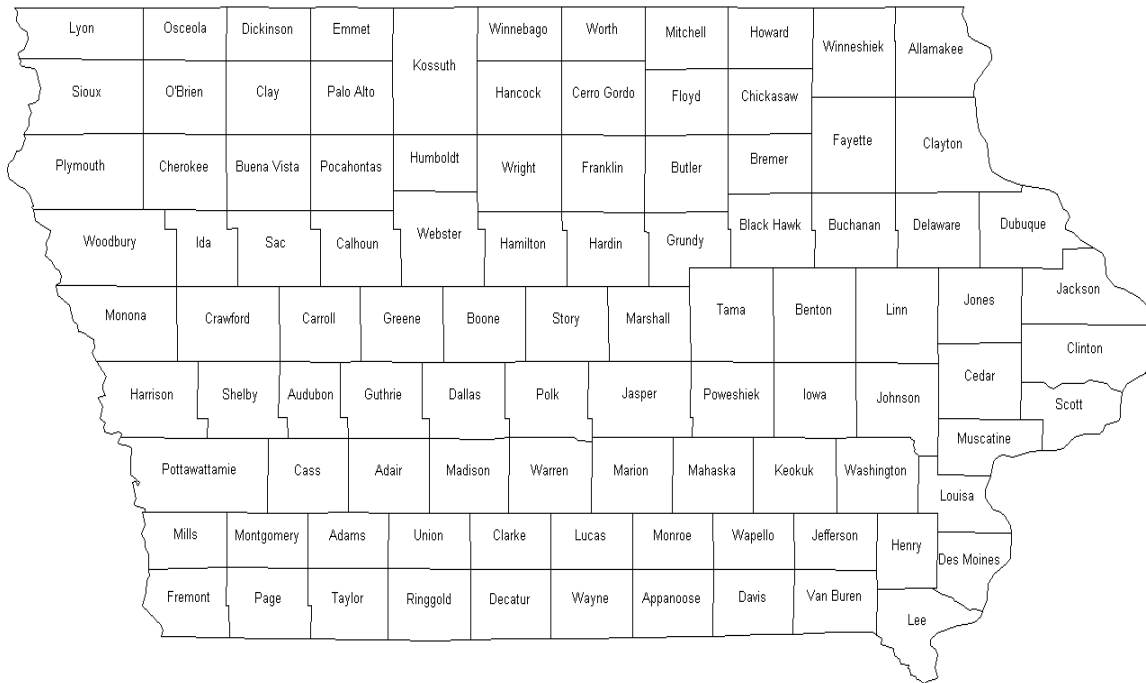 Lyon
Osceola
Dickinson
Emmet
Kossuth
Winnebago
Worth
Mitchell
Howard
Winneshiek
Allamakee
Sioux
O'Brien
Clay
Palo Alto
Hancock
Cerro Gordo
Floyd
Chickasaw
Fayette
Clayton
Plymouth
Cherokee
Buena Vista
Pocahontas
Humboldt
Wright
Franklin
Butler
Bremer
Woodbury
Ida
Sac
Calhoun
Webster
Hamilton
Hardin
Grundy
Black Hawk
Buchanan
Delaware
Dubuque
Monona
Crawford
Carroll
Greene
Boone
Story
Marshall
Tama
Benton
Linn
Jones
Jackson
Clinton
Harrison
Shelby
Audubon
Guthrie
Dallas
Polk
Jasper
Poweshiek
Iowa
Johnson
Cedar
Scott
Muscatine
Pottawattamie
Cass
Adair
Madison
Warren
Marion
Mahaska
Keokuk
Washington
Louisa
Mills
Montgomery
Adams
Union
Clarke
Lucas
Monroe
Wapello
Jefferson
Henry
Des Moines
Fremont
Page
Taylor
Ringgold
Decatur
Wayne
Appanoose
Davis
Van Buren
Lee